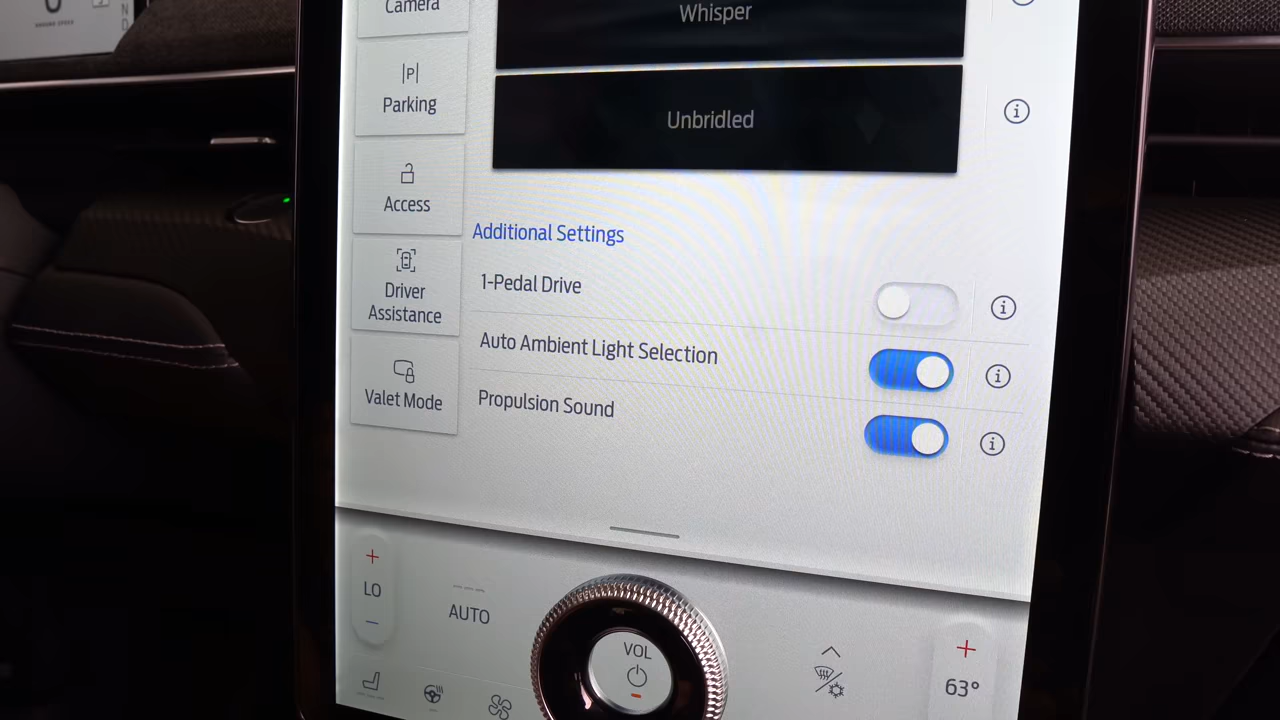 Camera
Whisper
Parking
Unbridled
Access
Additional Settings
1-Pedal Drive
Driver
Assistance
Auto Ambient Light Selection
Valet Mode
Propulsion Sound
LO
AUTO
VOL
63°